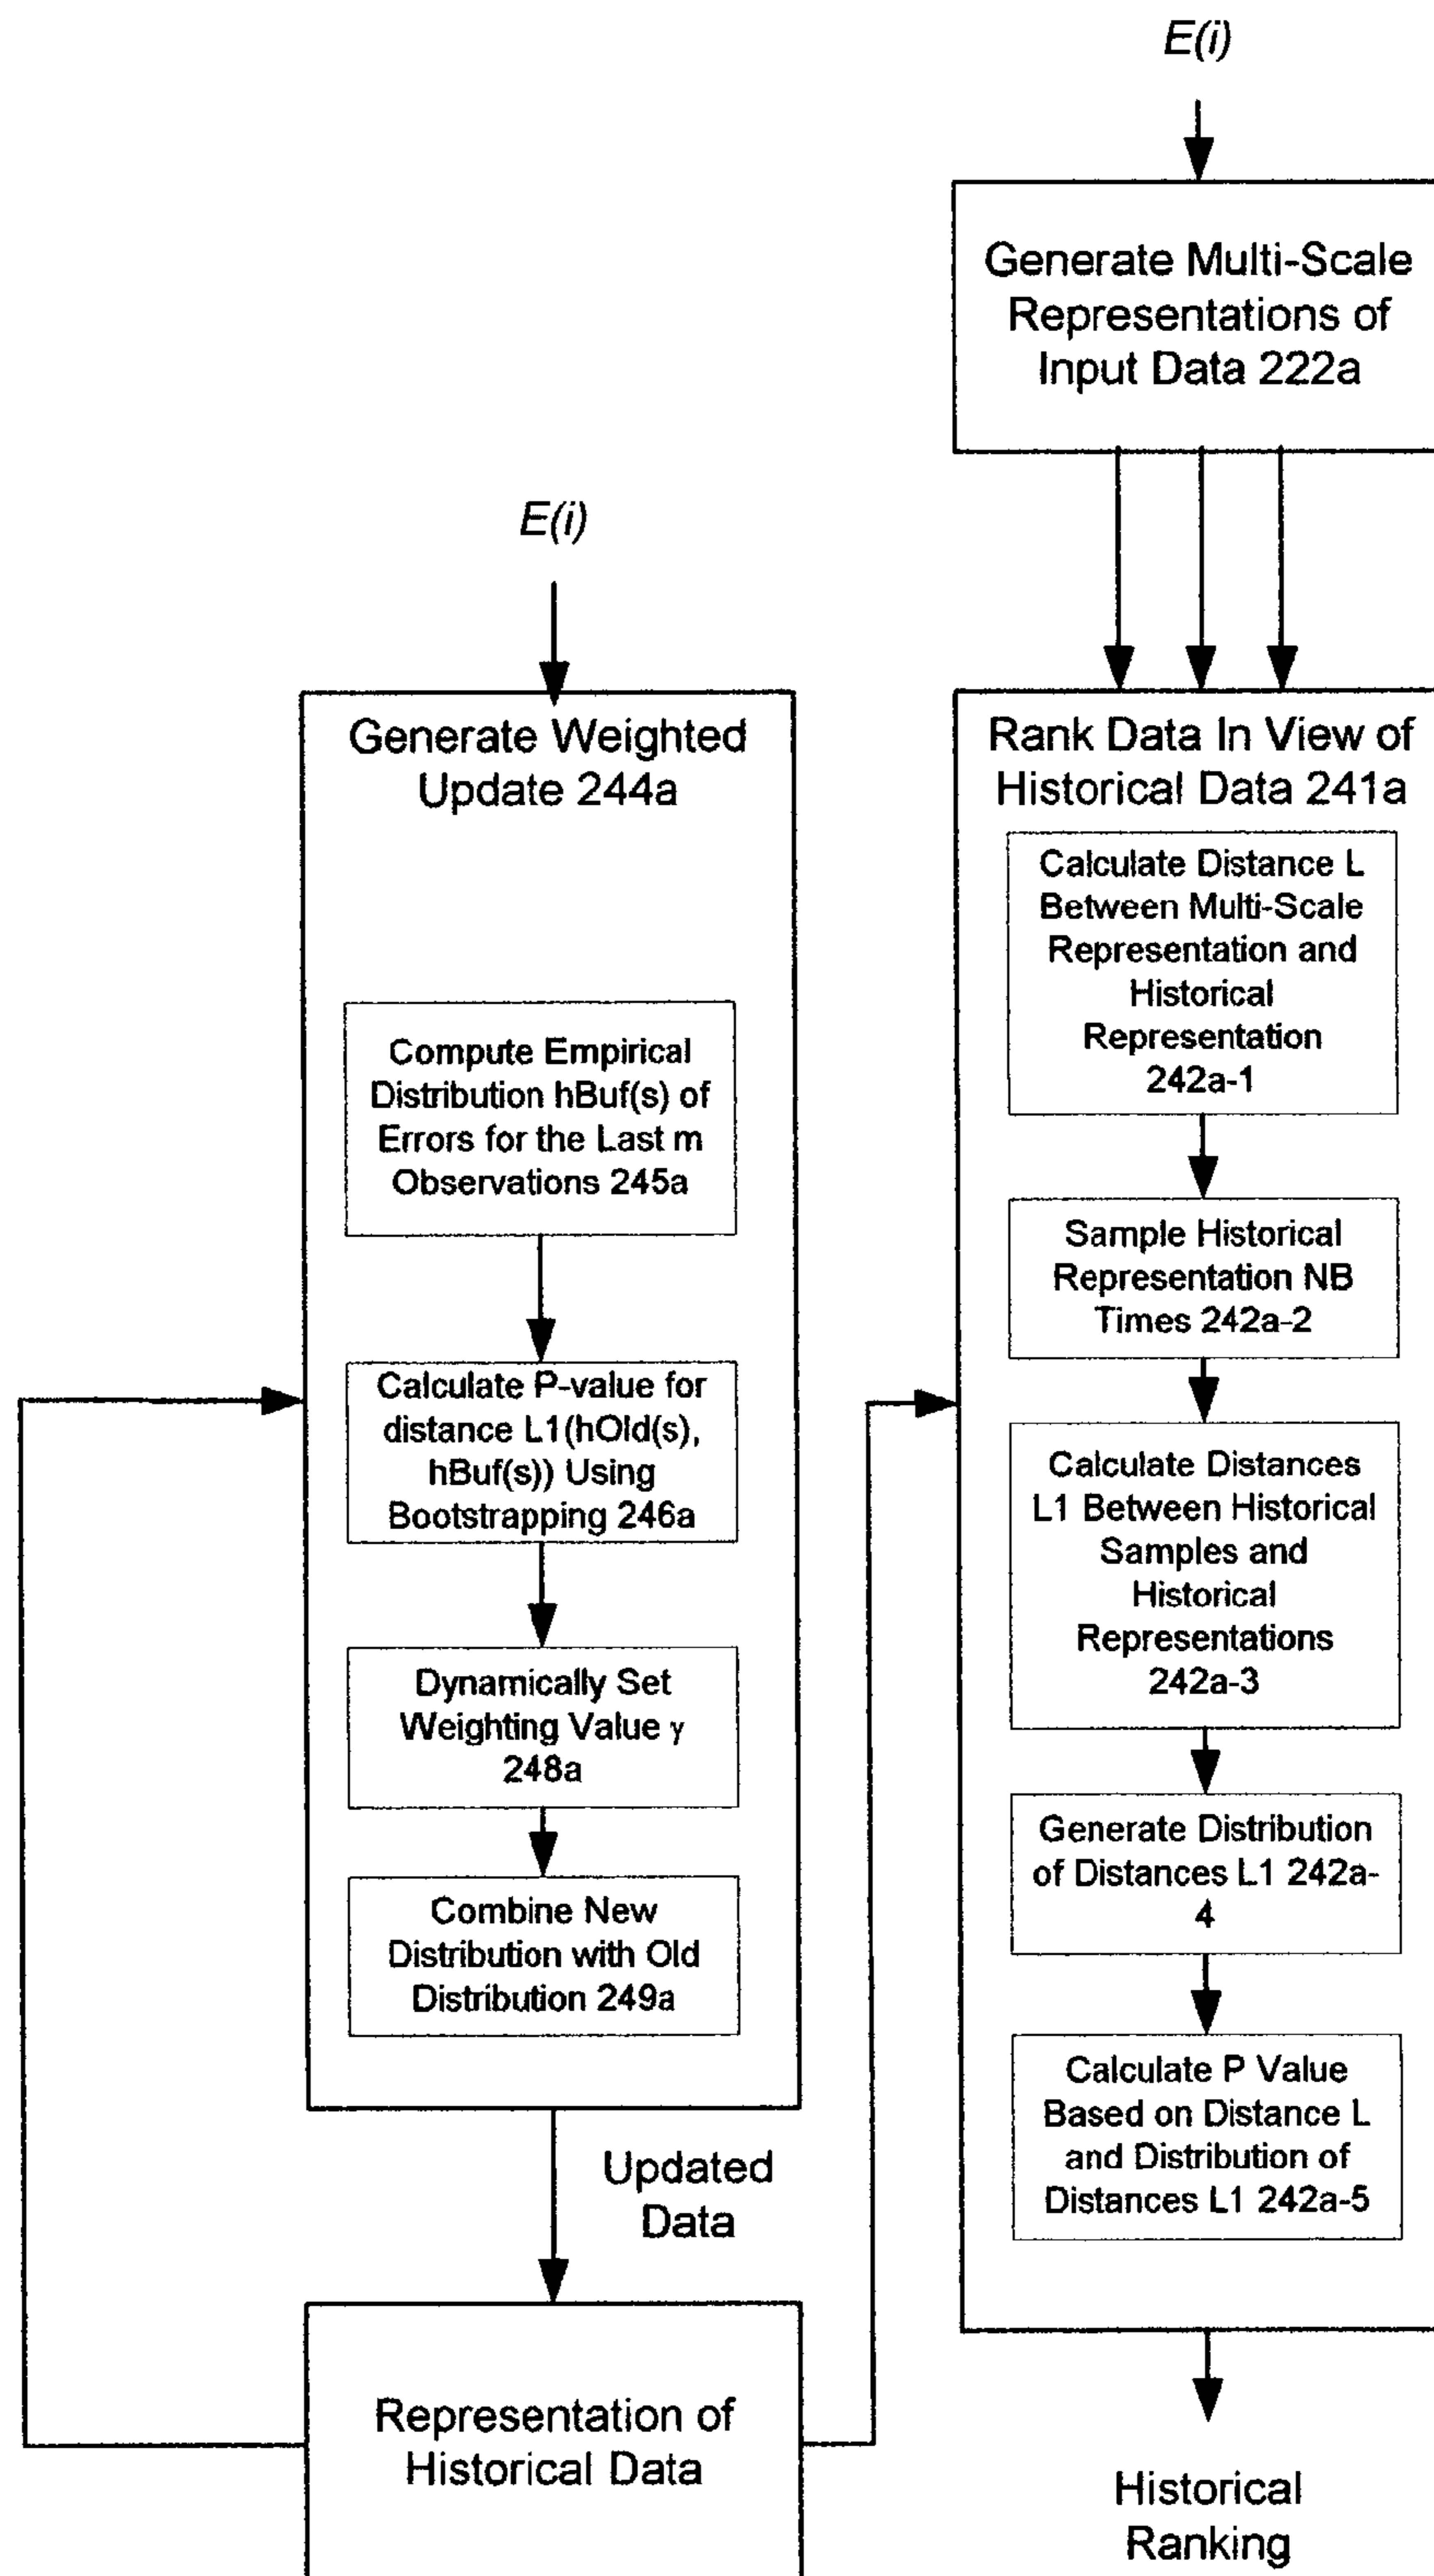 E(i)
Generate Multi-Scale
Representations of
Input Data 222a
E(i)
Generate Weighted
Update 244a
Compute Empirical
Distribution hBuf(s) of
Errors for the Last m
Observations 245a
Calculate P-value for
distance L1(hOld(s),
hBuf(s)) Using
Bootstrapping 246a
Dynamically Set
Weighting Value γ
248a
Combine New
Distribution with Old
Distribution 249a
Updated
Data
Representation of
Historical Data
Rank Data In View of
Historical Data 241a
Calculate Distance L
Between Multi-Scale
Representation and
Historical
Representation
242a-1
Sample Historical
Representation NB
Times 242a-2
Calculate Distances
L1 Between Historical
Samples and
Historical
Representations
242a-3
Generate Distribution
of Distances L1 242a-
4
Calculate P Value
Based on Distance L
and Distribution of
Distances L1 242a-5
Historical
Ranking